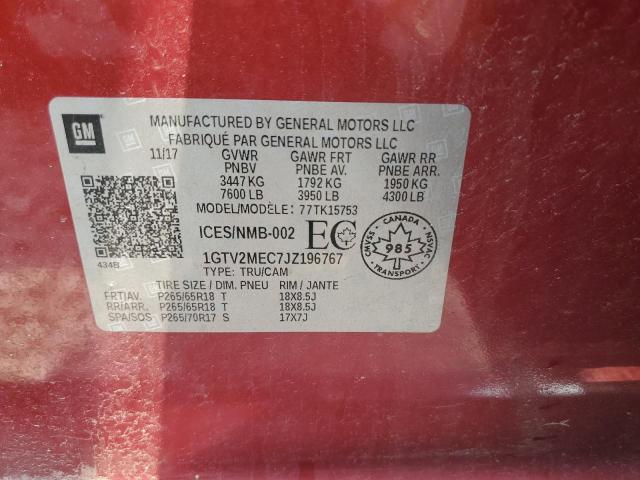 GM
MANUFACTURED BY GENERAL MOTORS LLC
FABRIQUÉ PAR GENERAL MOTORS LLC
11/17 GVWR GAWR FRT GAWR RR
PNBV PNBE AV. PNBE ARR.
3447 KG 1792 KG 1950 KG
7600 LB 3950 LB 4300 LB
MODEL/MODÈLE: 77TK15753
ICES/NMB-002 EC
CANADA
CMVSS 985 NSVAC
TRANSPORT
434B 1GTV2MEC7JZ196767
TYPE: TRU/CAM
TIRE SIZE / DIM. PNEU RIM / JANTE
FRT/AV. P265/65R18 T 18X8.5J
RR/ARR. P265/65R18 T 18X8.5J
SPA/SOS P265/70R17 S 17X7J